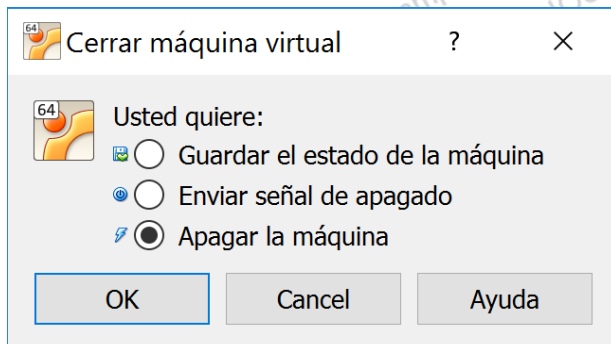 64
Cerrar máquina virtual ?
64
Usted quiere:
Guardar el estado de la máquina
Enviar señal de apagado
Apagar la máquina
OK Cancel Ayuda